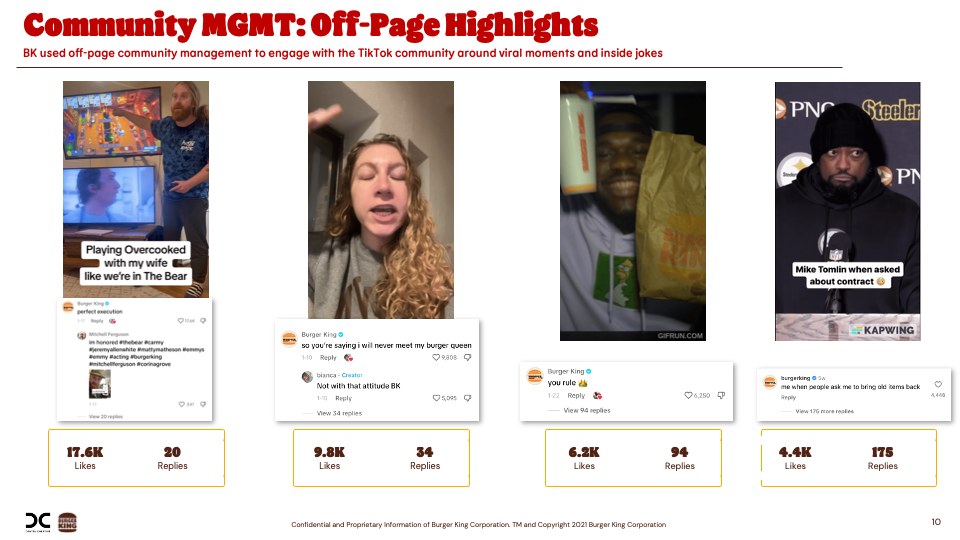 Community MGMT: Off-Page Highlights
BK used off-page community management to engage with the TikTok community around viral moments and inside jokes
Playing Overcooked
with my wife
like we're in The Bear
Burger King
perfect execution
1-11 Reply
17.6K
Mitchell Ferguson
im honored #thebear #carmy
#jeremyallenwhite #mattymatheson #emmys
#emmy #acting #burgerking
#mitchellferguson #corinagrove
View 20 replies
17.6K
Likes
20
Replies
Burger King
so you're saying i will never meet my burger queen
1-10 Reply 9,808
bianca · Creator
Not with that attitude BK
1-10 Reply 5,095
View 34 replies
9.8K
Likes
34
Replies
GIFRUN.COM
Burger King
you rule 👑
1-22 Reply 6,250
View 94 replies
6.2K
Likes
94
Replies
PNC
Steeler
Steelers
PN
NFL
Mike Tomlin when asked
about contract
KAPWING
burgerking 5w
me when people ask me to bring old items back
Reply
4,446
View 175 more replies
4.4K
Likes
175
Replies
DC
BURGER
KING
Confidential and Proprietary Information of Burger King Corporation. TM and Copyright 2021 Burger King Corporation
10